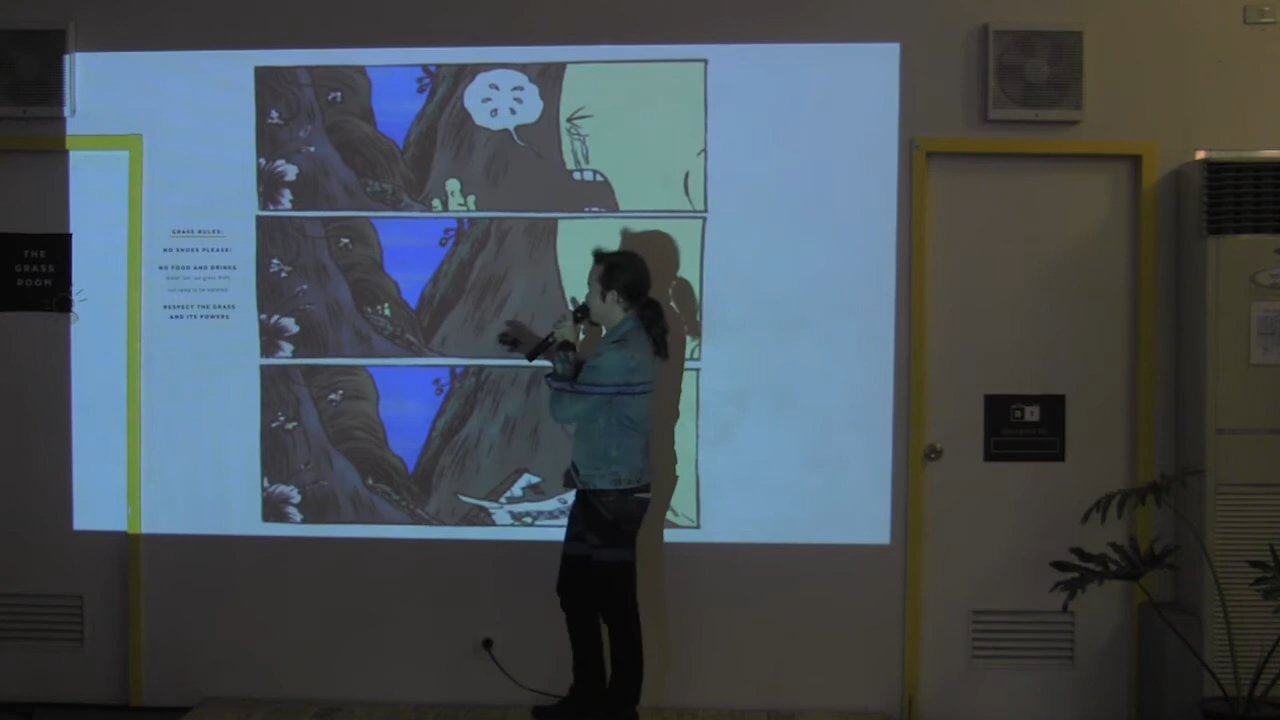 THE
GRASS
ROOM
GRASS RULES:
NO SHOES PLEASE!
NO FOOD AND DRINKS
RESPECT THE GRASS
AND ITS POWERS